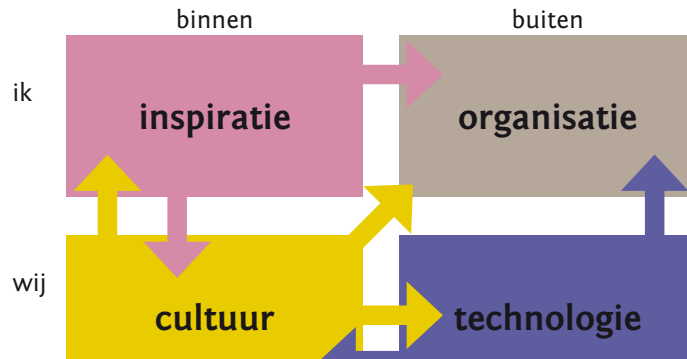 binnen buiten
ik
inspiratie organisatie
wij
cultuur technologie